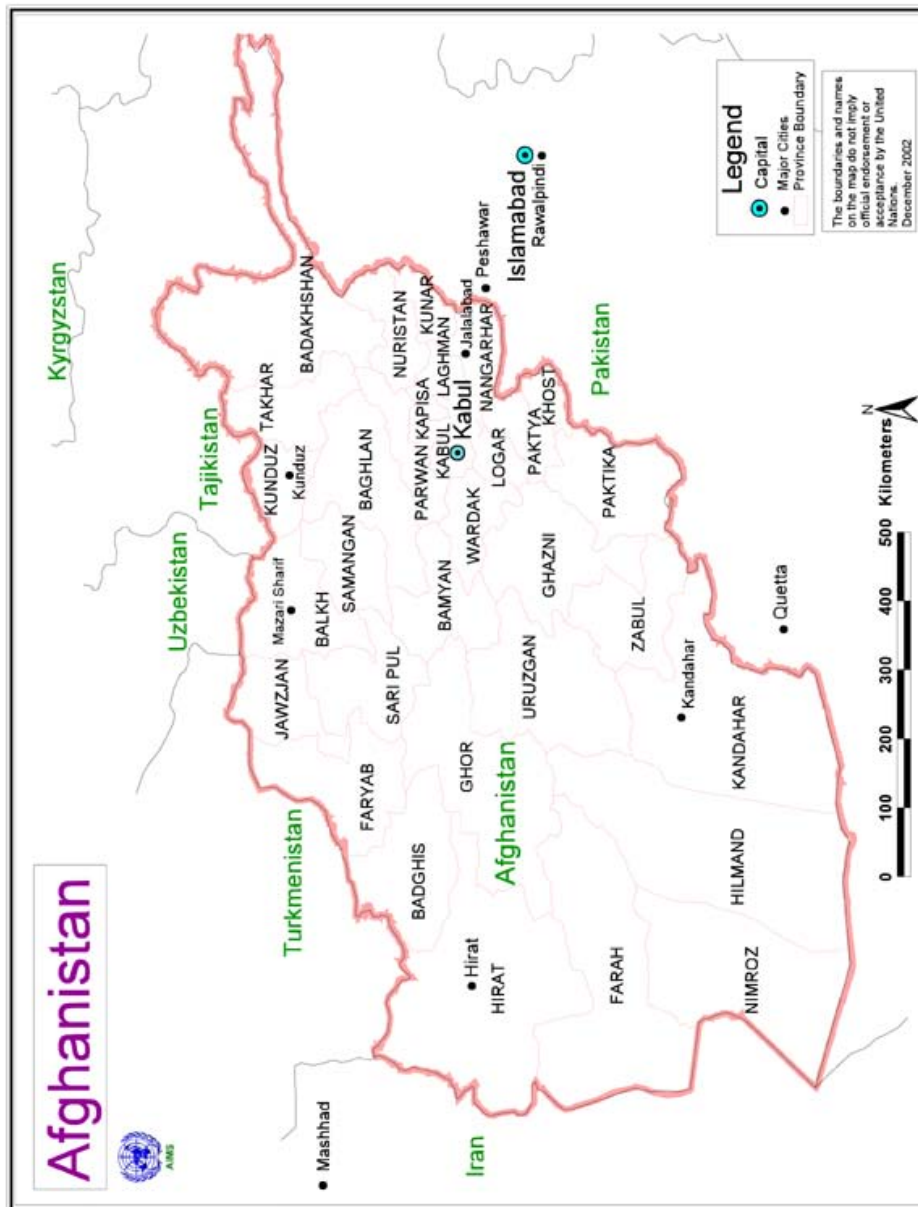 Afghanistan
AIMS
Kyrgyzstan
Tajikistan
Uzbekistan
Turkmenistan
Mashhad
Iran
Afghanistan
Pakistan
BADAKHSHAN
TAKHAR
KUNDUZ
Kunduz
Mazari Sharif
BALKH
JAWZJAN
SAMANGAN
BAGHLAN
NURISTAN
KUNAR
LAGHMAN
KAPISA
PARWAN
KABUL
Kabul
Jalalabad
NANGARHAR
Peshawar
Islamabad
Rawalpindi
SARI PUL
FARYAB
BADGHIS
BAMYAN
WARDAK
LOGAR
PAKTYA
KHOST
GHOR
Hirat
HIRAT
URUZGAN
GHAZNI
PAKTIKA
ZABUL
FARAH
Kandahar
KANDAHAR
HILMAND
NIMROZ
Quetta
Legend
Capital
Major Cities
Province Boundary
The boundaries and names
on the map do not imply
official endorsement or
acceptance by the United
Nations.
December 2002
0 100 200 300 400 500 Kilometers
N